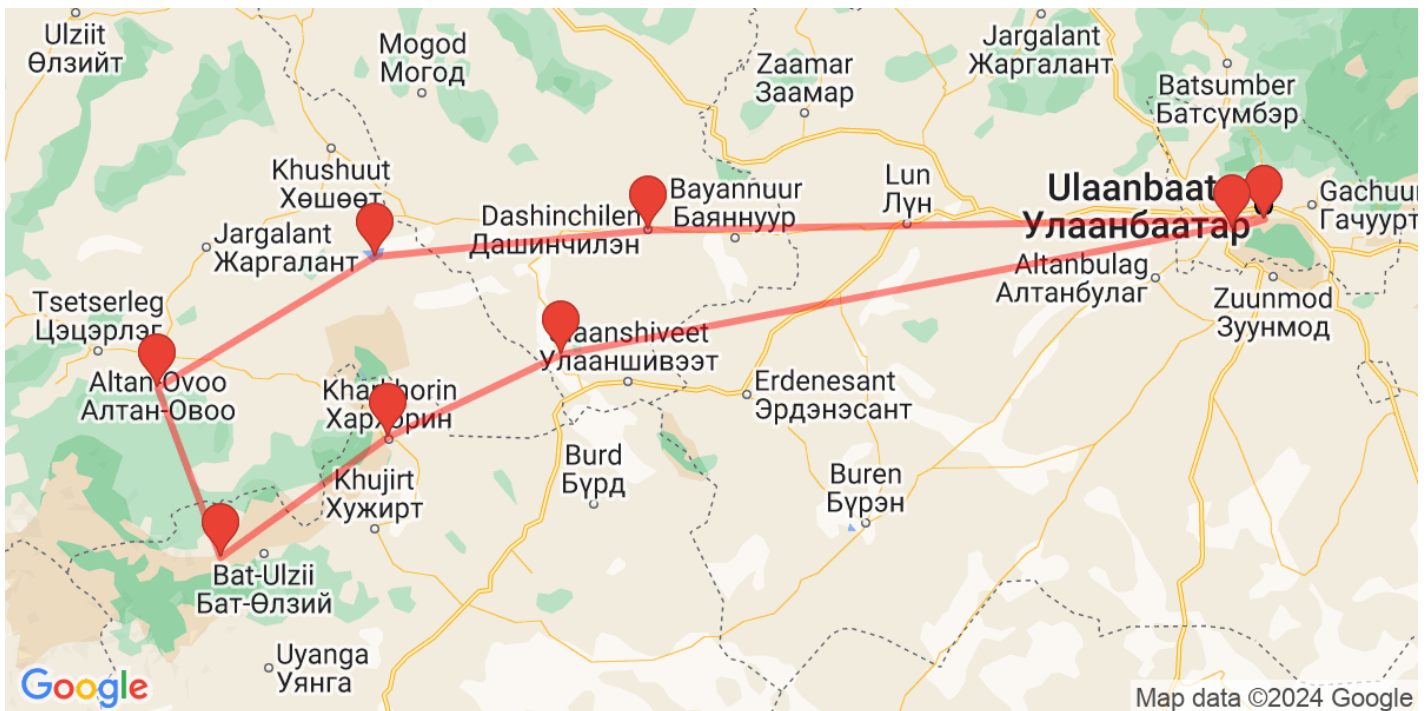 Ulziit
Өлзийт
Mogod
Могод
Zaamar
Заамар
Jargalant
Жаргалант
Batsumber
Батсүмбэр
Khushuut
Хөшөөт
Jargalant
Жаргалант
Dashinchilen
Дашинчилэн
Bayannuur
Баяннуур
Lun
Лүн
Ulaanbaat
Улаанбаатар
Gachuurt
Гачуурт
Altanbulag
Алтанбулаг
Zuunmod
Зуунмод
Tsetserleg
Цэцэрлэг
Altan-Ovoo
Алтан-Овоо
Улааншивээт
Kharkhorin
Хархорин
Erdenesant
Эрдэнэсант
Khujirt
Хужирт
Burd
Бүрд
Buren
Бүрэн
Bat-Ulzii
Бат-Өлзий
Uyanga
Уянга
Google
Map data ©2024 Google